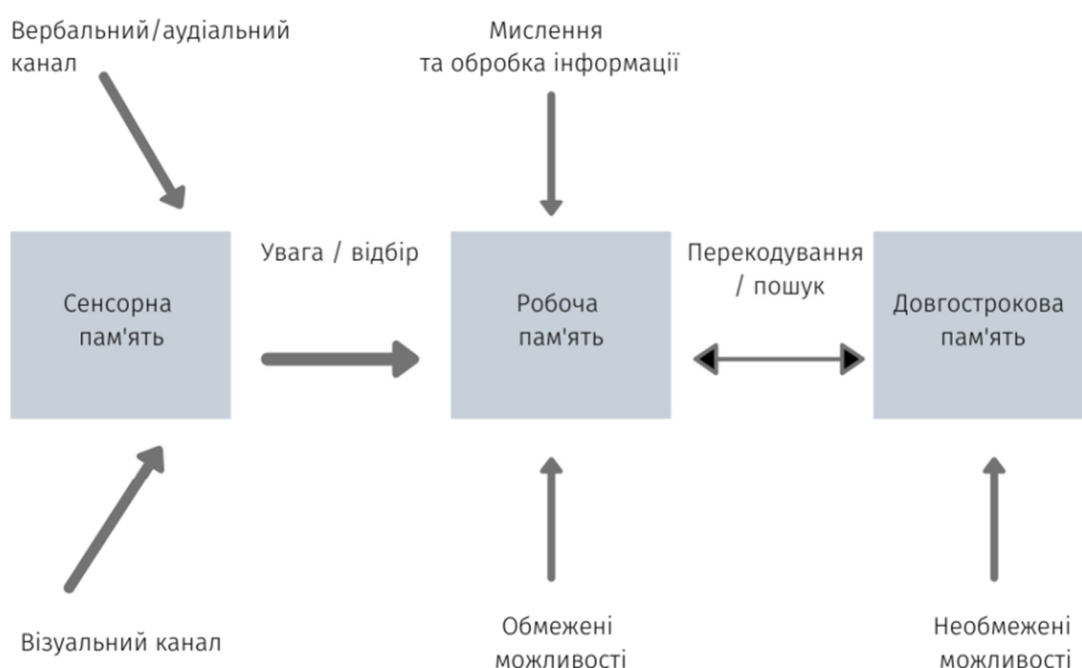 Вербальний/аудіальний
канал
Мислення
та обробка інформації
Сенсорна
пам'ять
Увага / відбір
Робоча
пам'ять
Перекодування
/ пошук
Довгострокова
пам'ять
Візуальний канал
Обмежені
можливості
Необмежені
можливості